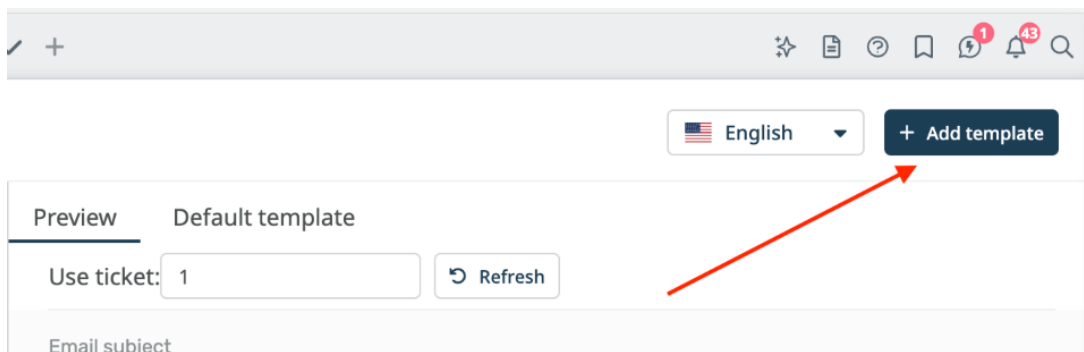 1
43
English
+ Add template
Preview Default template
Use ticket: 1 Refresh
Email subject